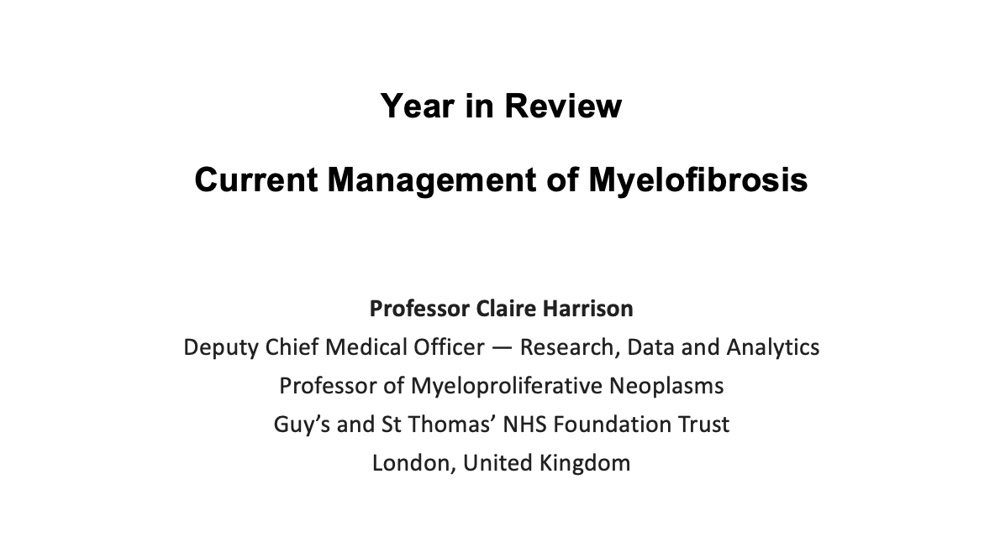 Year in Review
Current Management of Myelofibrosis
Professor Claire Harrison
Deputy Chief Medical Officer — Research, Data and Analytics
Professor of Myeloproliferative Neoplasms
Guy’s and St Thomas’ NHS Foundation Trust
London, United Kingdom